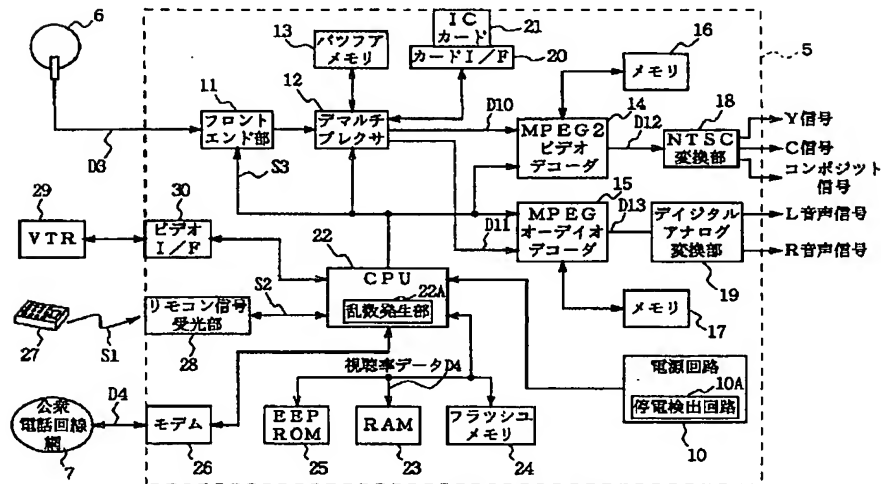 6
13
バツフア
メモリ
IC
カード
21
カードI/F
20
16
メモリ
5
11
フロント
エンド部
12
デマルチ
プレクサ
D10
14
MPEG2
ビデオ
デコーダ
D12
18
NTSC
変換部
Y信号
C信号
コンポジツト
信号
D3
S3
29
VTR
30
ビデオ
I/F
D11
15
MPEG
オーデイオ
デコーダ
D13
デイジタル
アナログ
変換部
19
L音声信号
R音声信号
22
CPU
22A
乱数発生部
S2
27
S1
リモコン信号
受光部
28
メモリ
17
視聴率データD4
電源回路
10A
停電検出回路
10
公衆
電話回線
網
7
D4
モデム
26
EEP
ROM
25
RAM
23
フラツシユ
メモリ
24